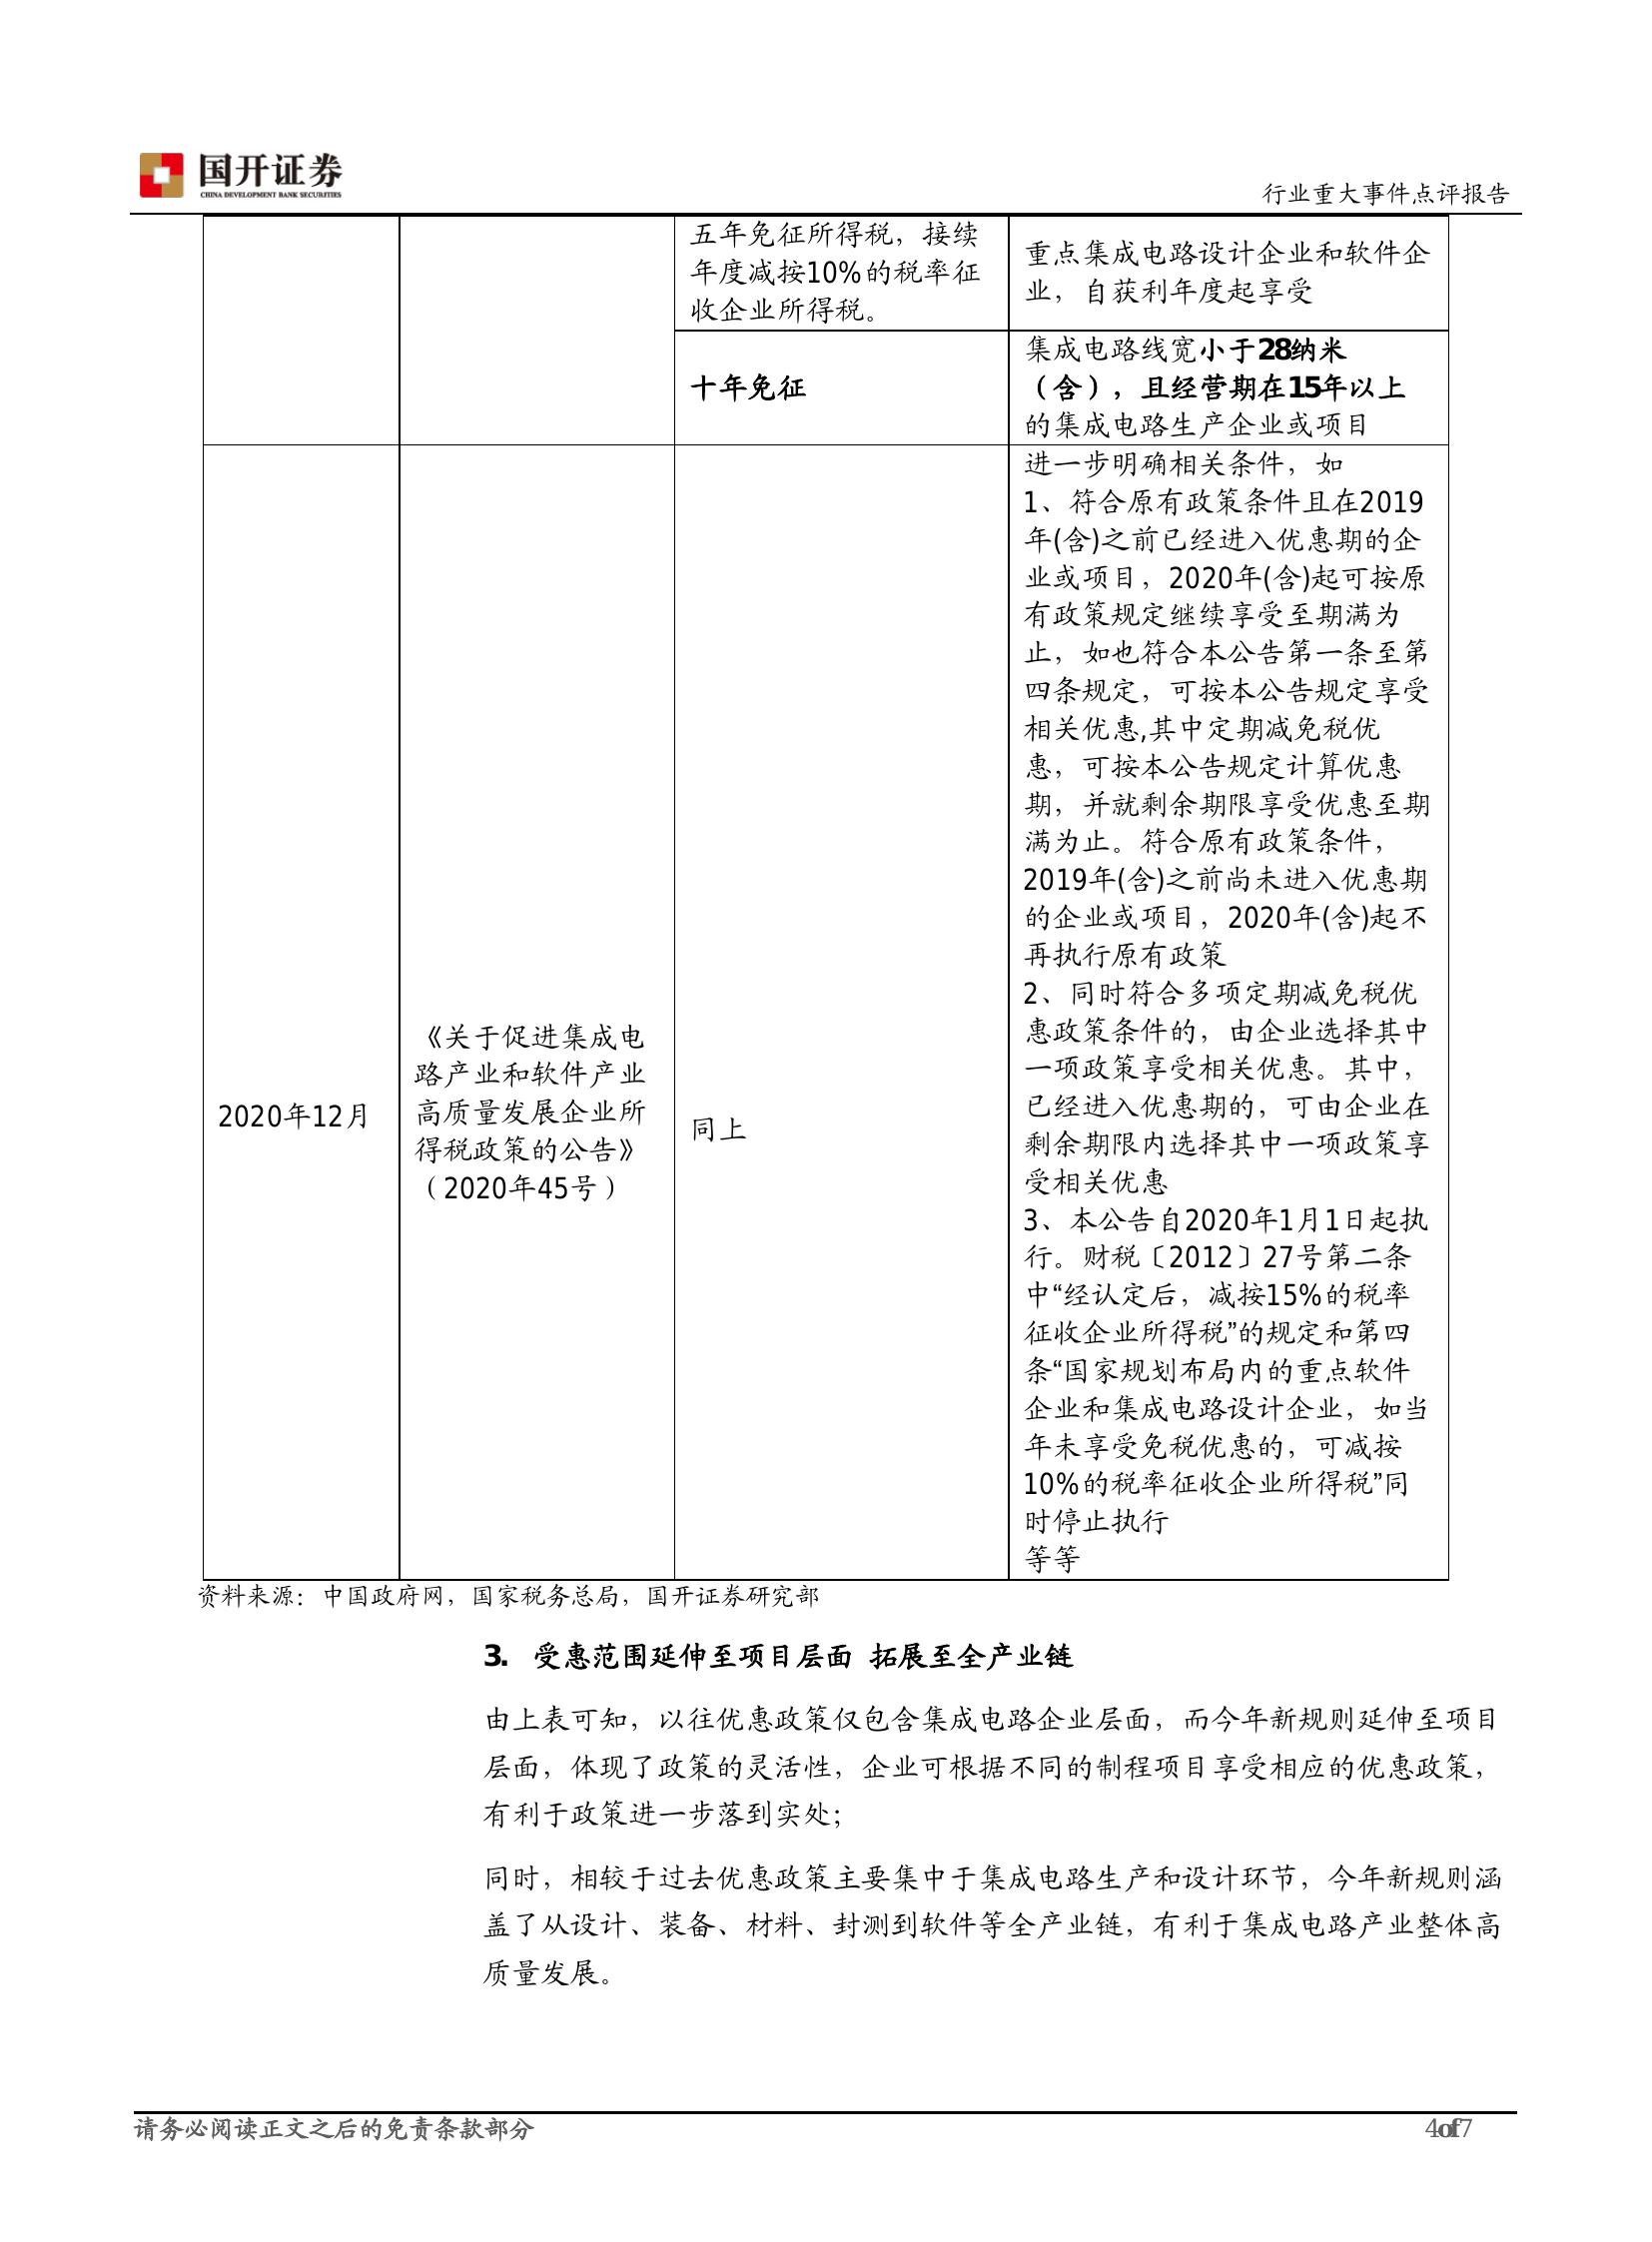 国开证券
CHINA DEVELOPMENT BANK SECURITIES
行业重大事件点评报告
五年免征所得税，接续
年度减按10%的税率征
收企业所得税。
重点集成电路设计企业和软件企
业，自获利年度起享受
十年免征
集成电路线宽小于28纳米
（含），且经营期在15年以上
的集成电路生产企业或项目
2020年12月
《关于促进集成电
路产业和软件产业
高质量发展企业所
得税政策的公告》
（2020年45号）
同上
进一步明确相关条件，如
1、符合原有政策条件且在2019
年(含)之前已经进入优惠期的企
业或项目，2020年(含)起可按原
有政策规定继续享受至期满为
止，如也符合本公告第一条至第
四条规定，可按本公告规定享受
相关优惠,其中定期减免税优
惠，可按本公告规定计算优惠
期，并就剩余期限享受优惠至期
满为止。符合原有政策条件，
2019年(含)之前尚未进入优惠期
的企业或项目，2020年(含)起不
再执行原有政策
2、同时符合多项定期减免税优
惠政策条件的，由企业选择其中
一项政策享受相关优惠。其中，
已经进入优惠期的，可由企业在
剩余期限内选择其中一项政策享
受相关优惠
3、本公告自2020年1月1日起执
行。财税〔2012〕27号第二条
中“经认定后，减按15%的税率
征收企业所得税”的规定和第四
条“国家规划布局内的重点软件
企业和集成电路设计企业，如当
年未享受免税优惠的，可减按
10%的税率征收企业所得税”同
时停止执行
等等
资料来源：中国政府网，国家税务总局，国开证券研究部
3. 受惠范围延伸至项目层面 拓展至全产业链
由上表可知，以往优惠政策仅包含集成电路企业层面，而今年新规则延伸至项目
层面，体现了政策的灵活性，企业可根据不同的制程项目享受相应的优惠政策，
有利于政策进一步落到实处；
同时，相较于过去优惠政策主要集中于集成电路生产和设计环节，今年新规则涵
盖了从设计、装备、材料、封测到软件等全产业链，有利于集成电路产业整体高
质量发展。
请务必阅读正文之后的免责条款部分
4of7